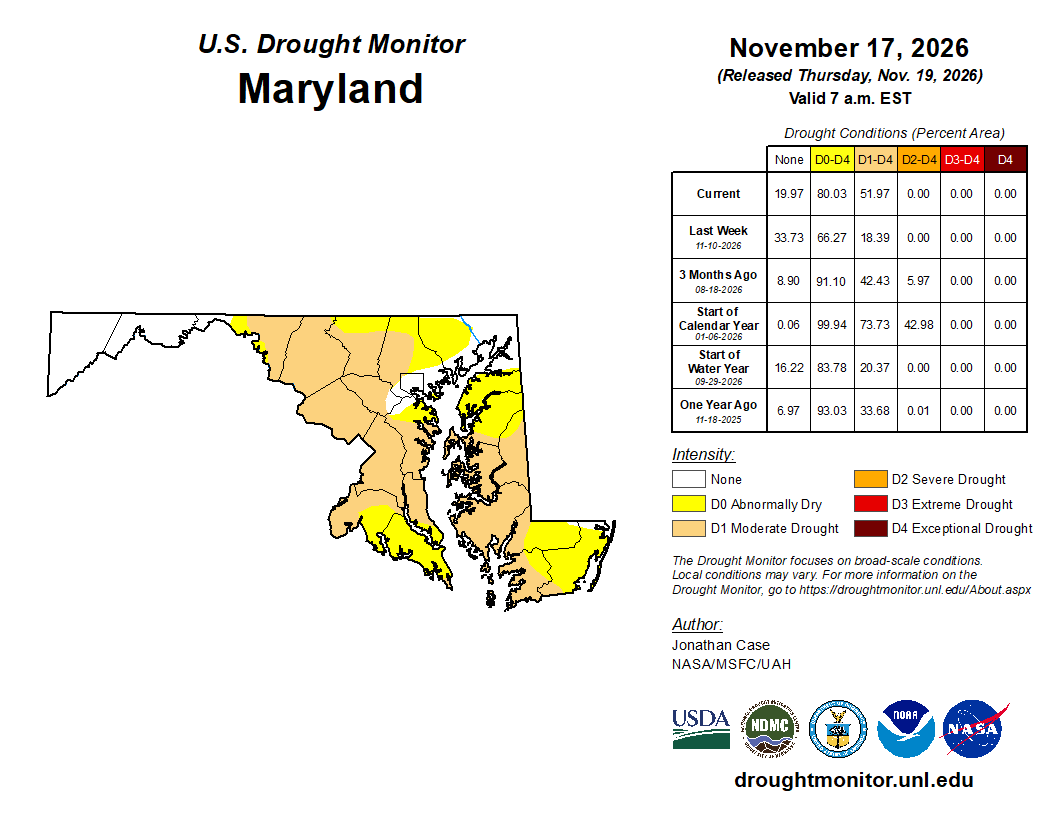 U.S. Drought Monitor
Maryland
November 17, 2026
(Released Thursday, Nov. 19, 2026)
Valid 7 a.m. EST
Drought Conditions (Percent Area)
None D0-D4 D1-D4 D2-D4 D3-D4 D4
Current 19.97 80.03 51.97 0.00 0.00 0.00
Last Week
11-10-2026 33.73 66.27 18.39 0.00 0.00 0.00
3 Months Ago
08-18-2026 8.90 91.10 42.43 5.97 0.00 0.00
Start of
Calendar Year
01-06-2026 0.06 99.94 73.73 42.98 0.00 0.00
Start of
Water Year
09-29-2026 16.22 83.78 20.37 0.00 0.00 0.00
One Year Ago
11-18-2025 6.97 93.03 33.68 0.01 0.00 0.00
Intensity:
None
D0 Abnormally Dry
D1 Moderate Drought
D2 Severe Drought
D3 Extreme Drought
D4 Exceptional Drought
The Drought Monitor focuses on broad-scale conditions.
Local conditions may vary. For more information on the
Drought Monitor, go to https://droughtmonitor.unl.edu/About.aspx
Author:
Jonathan Case
NASA/MSFC/UAH
USDA
NDMC
NOAA
NASA
droughtmonitor.unl.edu